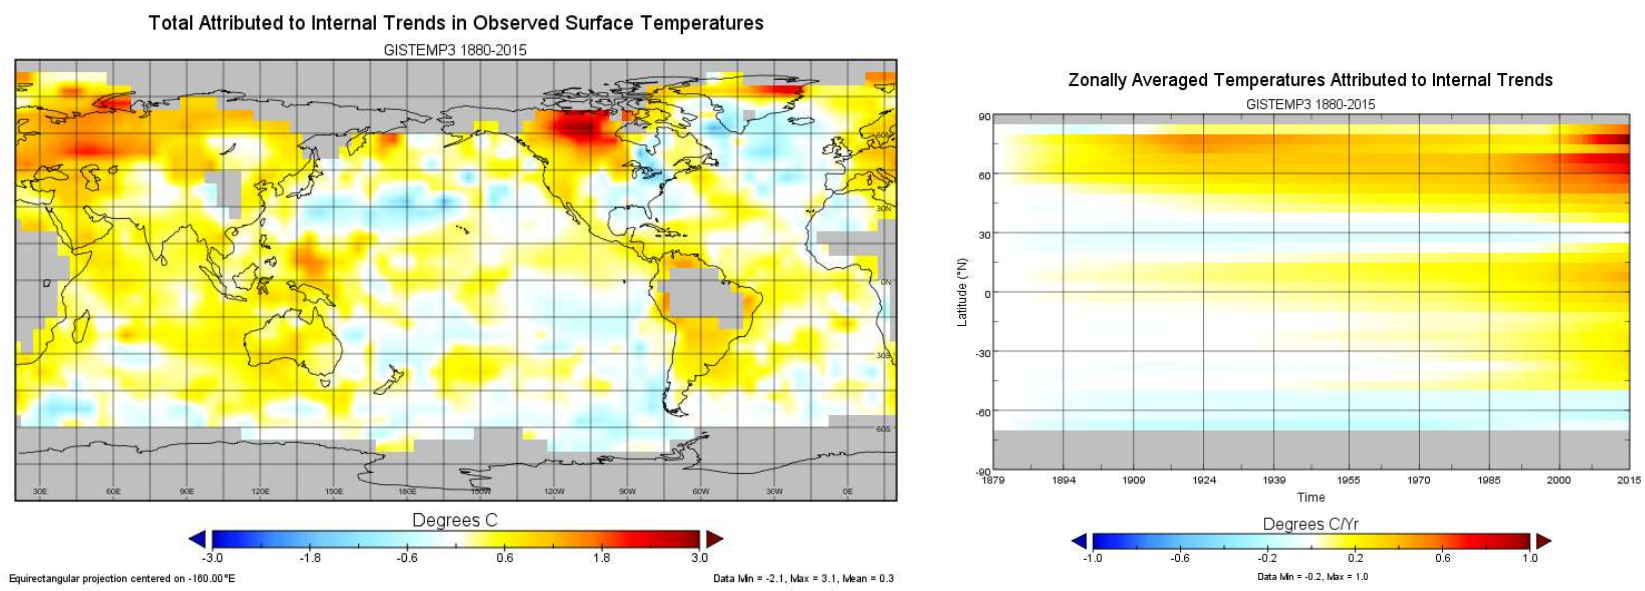 Total Attributed to Internal Trends in Observed Surface Temperatures
GISTEMP3 1880-2015
60N
30N
0N
30S
60S
30E 60E 90E 120E 150E 180E 150W 120W 90W 60W 30W 0E
Degrees C
-3.0 -1.8 -0.6 0.6 1.8 3.0
Equirectangular projection centered on -160.00°E
Data Min = -2.1, Max = 3.1, Mean = 0.3
Zonally Averaged Temperatures Attributed to Internal Trends
GISTEMP3 1880-2015
90
60
30
0
-30
-60
-90
Latitude (°N)
1879 1894 1909 1924 1939 1955 1970 1985 2000 2015
Time
Degrees C/Yr
-1.0 -0.6 -0.2 0.2 0.6 1.0
Data Min = -0.2, Max = 1.0